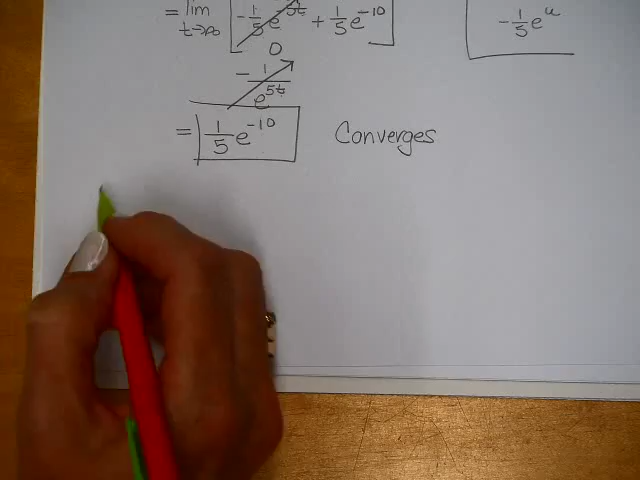 = lim t→∞ [ -1/5 e^-5t + 1/5 e^-10 ]
-1/5 e^u
0
-1/e^5t
= 1/5 e^-10 Converges